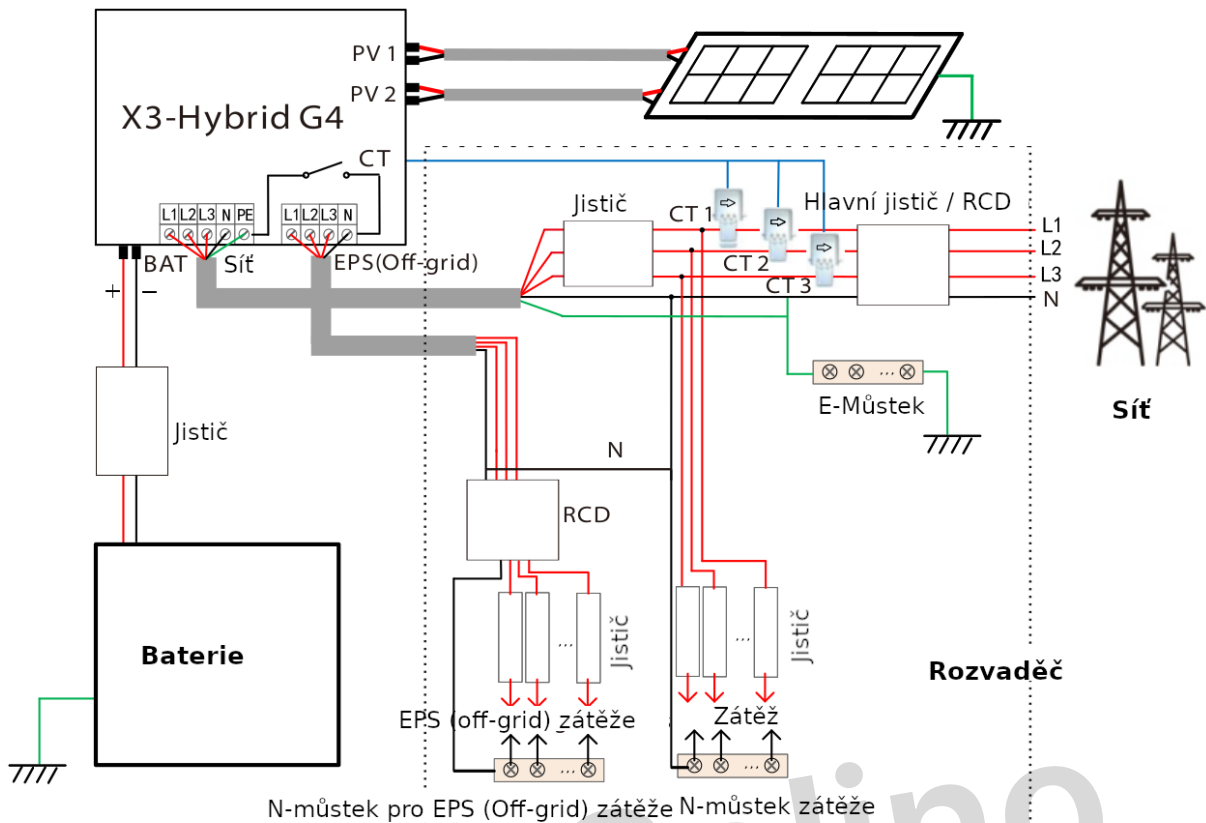 PV 1
PV 2
X3-Hybrid G4
CT
L1 L2 L3 N PE
L1 L2 L3 N
BAT
Síť
EPS(Off-grid)
+
−
Jistič
CT 1
CT 2
CT 3
Hlavní jistič / RCD
L1
L2
L3
N
Síť
E-Můstek
...
Jistič
N
RCD
Baterie
...
Jistič
...
Jistič
Rozvaděč
EPS (off-grid) zátěže
Zátěž
...
...
N-můstek pro EPS (Off-grid) zátěže
N-můstek zátěže